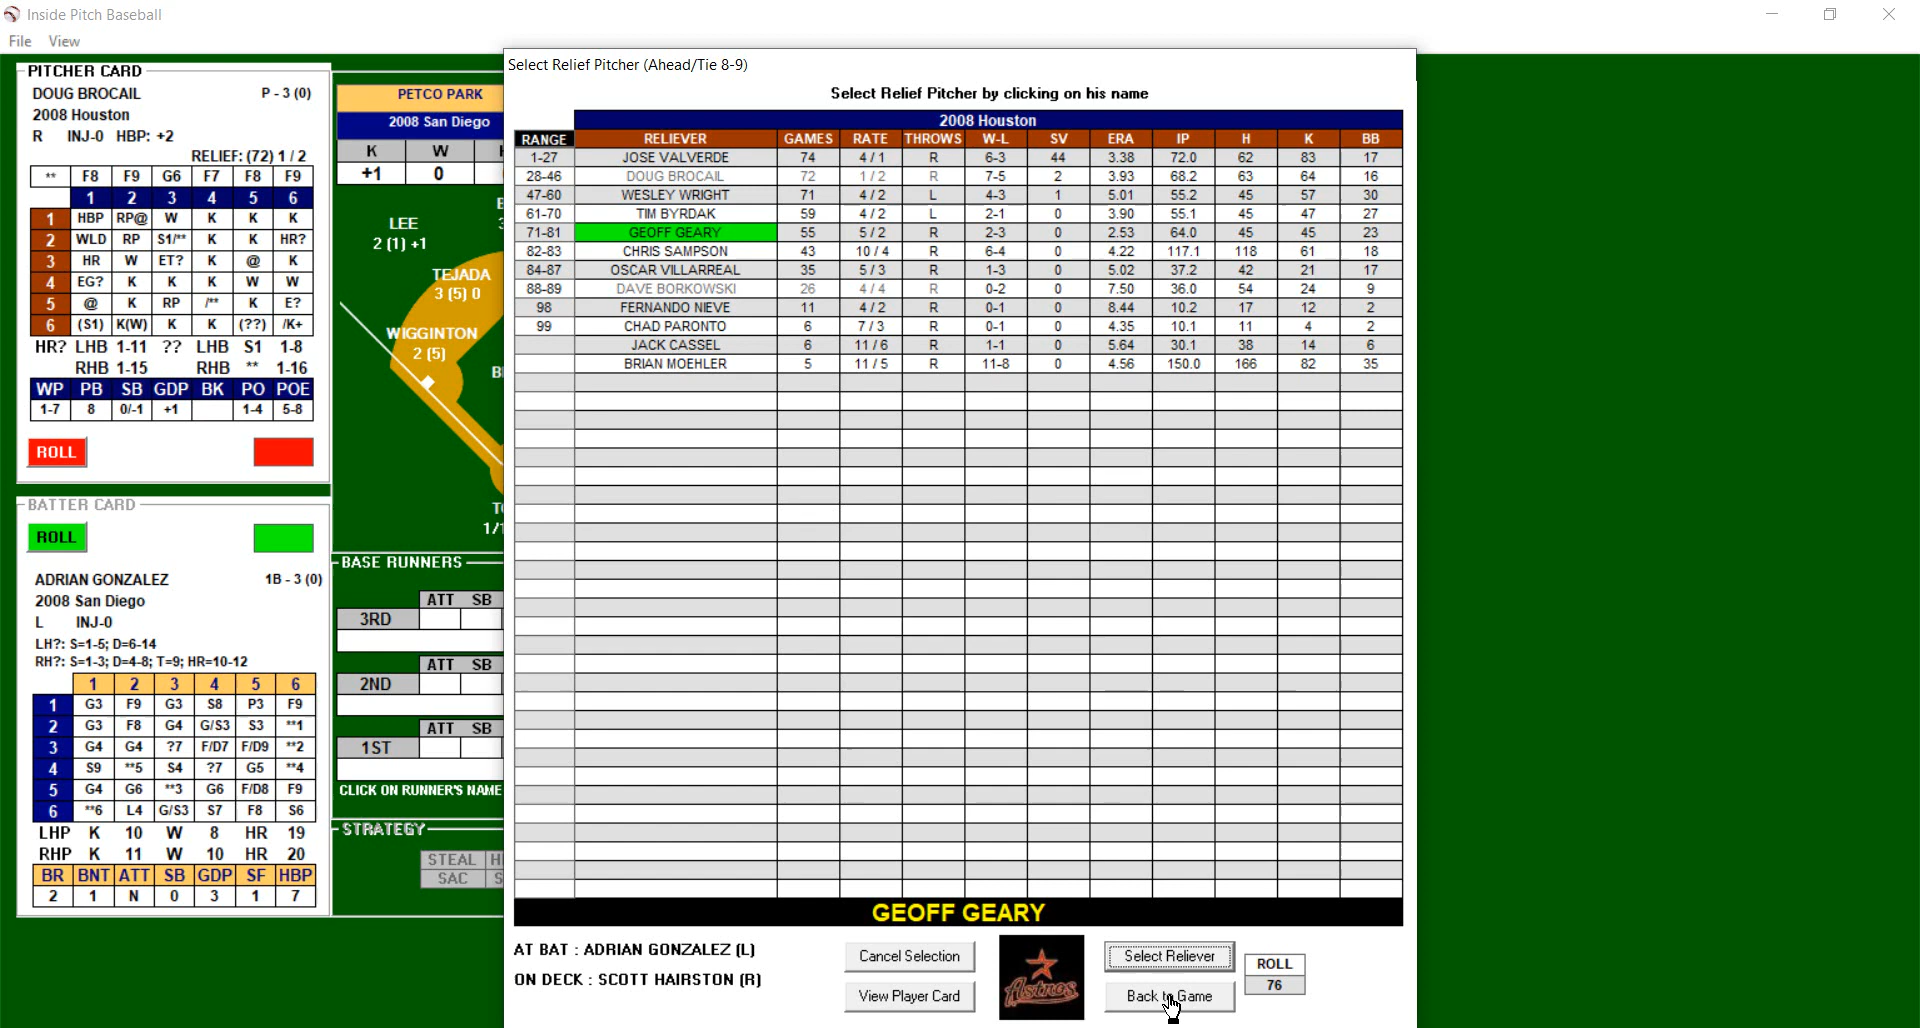 Inside Pitch Baseball
File View
PITCHER CARD
DOUG BROCAIL P - 3 (0)
2008 Houston
R INJ-0 HBP: +2
RELIEF: (72) 1 / 2
** F8 F9 G6 F7 F8 F9
1 2 3 4 5 6
1 HBP RP@ W K K K
2 WLD RP S1/** K K HR?
3 HR W ET? K @ K
4 EG? K K K W W
5 @ K RP /** K E?
6 (S1) K(W) K K (??) /K+
HR? LHB 1-11 ?? LHB S1 1-8
RHB 1-15 RHB ** 1-16
WP PB SB GDP BK PO POE
1-7 8 0/-1 +1 1-4 5-8
ROLL
BATTER CARD
ROLL
ADRIAN GONZALEZ 1B - 3 (0)
2008 San Diego
L INJ-0
LH?: S=1-5; D=6-14
RH?: S=1-3; D=4-8; T=9; HR=10-12
1 2 3 4 5 6
1 G3 F9 G3 S8 P3 F9
2 G3 F8 G4 G/S3 S3 **1
3 G4 G4 ?7 F/D7 F/D9 **2
4 S9 **5 S4 ?7 G5 **4
5 G4 G6 **3 G6 F/D8 F9
6 **6 L4 G/S3 S7 F8 S6
LHP K 10 W 8 HR 19
RHP K 11 W 10 HR 20
BR BNT ATT SB GDP SF HBP
2 1 N 0 3 1 7
PETCO PARK
2008 San Diego
K W
+1 0
LEE
2 (1) +1
TEJADA
3 (5) 0
WIGGINTON
2 (5)
BASE RUNNERS
ATT SB
3RD
ATT SB
2ND
ATT SB
1ST
CLICK ON RUNNER'S NAME
STRATEGY
STEAL
SAC
Select Relief Pitcher (Ahead/Tie 8-9)
Select Relief Pitcher by clicking on his name
2008 Houston
RANGE RELIEVER GAMES RATE THROWS W-L SV ERA IP H K BB
1-27 JOSE VALVERDE 74 4 / 1 R 6-3 44 3.38 72.0 62 83 17
28-46 DOUG BROCAIL 72 1 / 2 R 7-5 2 3.93 68.2 63 64 16
47-60 WESLEY WRIGHT 71 4 / 2 L 4-3 1 5.01 55.2 45 57 30
61-70 TIM BYRDAK 59 4 / 2 L 2-1 0 3.90 55.1 45 47 27
71-81 GEOFF GEARY 55 5 / 2 R 2-3 0 2.53 64.0 45 45 23
82-83 CHRIS SAMPSON 43 10 / 4 R 6-4 0 4.22 117.1 118 61 18
84-87 OSCAR VILLARREAL 35 5 / 3 R 1-3 0 5.02 37.2 42 21 17
88-89 DAVE BORKOWSKI 26 4 / 4 R 0-2 0 7.50 36.0 54 24 9
98 FERNANDO NIEVE 11 4 / 2 R 0-1 0 8.44 10.2 17 12 2
99 CHAD PARONTO 6 7 / 3 R 0-1 0 4.35 10.1 11 4 2
JACK CASSEL 6 11 / 6 R 1-1 0 5.64 30.1 38 14 6
BRIAN MOEHLER 5 11 / 5 R 11-8 0 4.56 150.0 166 82 35
GEOFF GEARY
AT BAT : ADRIAN GONZALEZ (L)
ON DECK : SCOTT HAIRSTON (R)
Cancel Selection
View Player Card
Astros
Select Reliever
Back to Game
ROLL
76